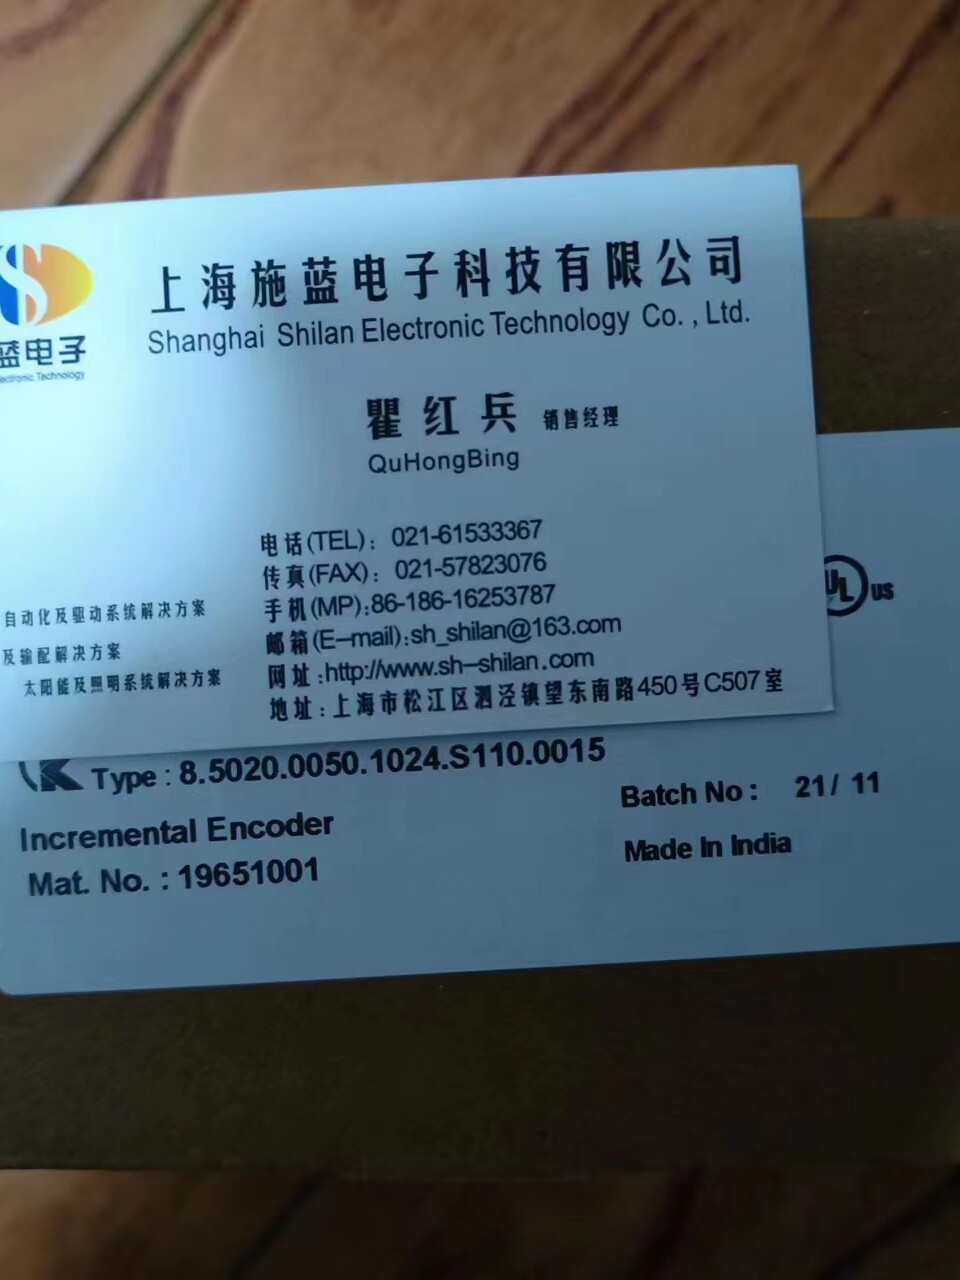 蓝电子
ectronic Technology
上海施蓝电子科技有限公司
Shanghai Shilan Electronic Technology Co. , Ltd.
瞿红兵 销售经理
QuHongBing
电话(TEL): 021-61533367
传真(FAX): 021-57823076
手机(MP):86-186-16253787
邮箱(E-mail):sh_shilan@163.com
网址:http://www.sh-shilan.com
地址:上海市松江区泗泾镇望东南路450号C507室
自动化及驱动系统解决方案
及输配解决方案
太阳能及照明系统解决方案
UL US
Type : 8.5020.0050.1024.S110.0015
Incremental Encoder
Mat. No. : 19651001
Batch No : 21/ 11
Made In India